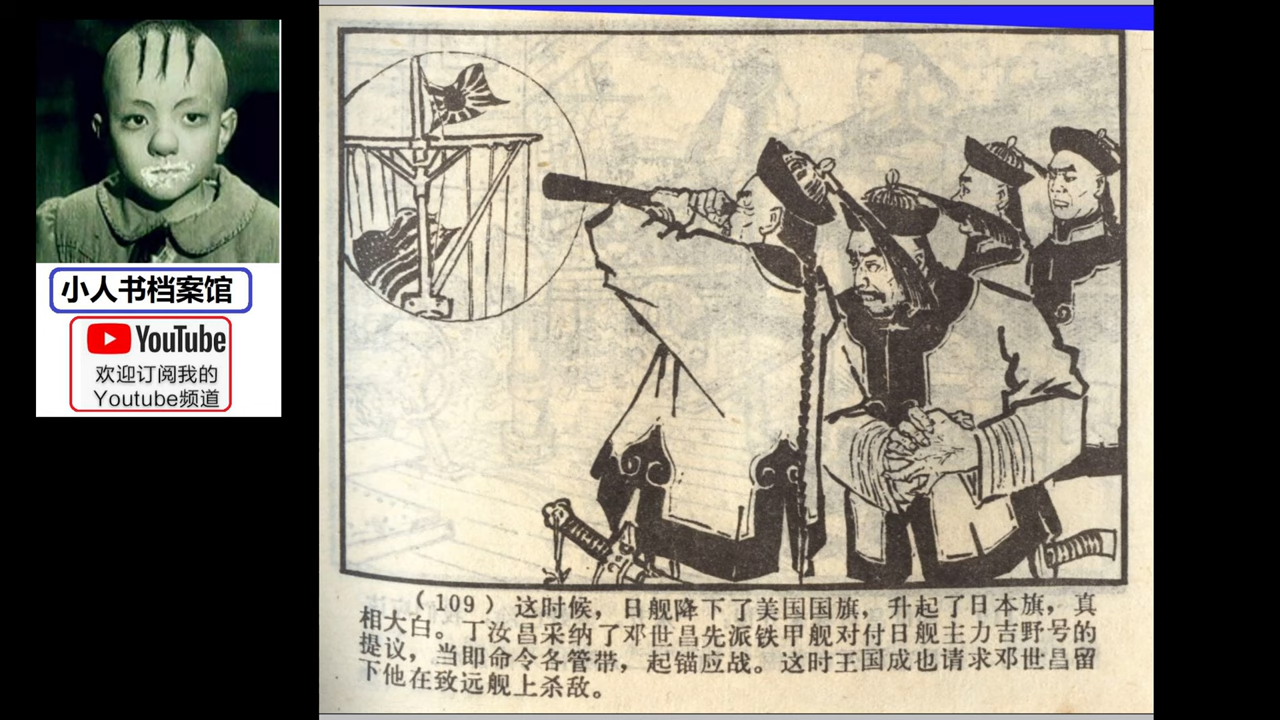 小人书档案馆
YouTube
欢迎订阅我的
Youtube频道
（109）这时候，日舰降下了美国国旗，升起了日本旗，真
相大白。丁汝昌采纳了邓世昌先派铁甲舰对付日舰主力吉野号的
提议，当即命令各管带，起锚应战。这时王国成也请求邓世昌留
下他在致远舰上杀敌。